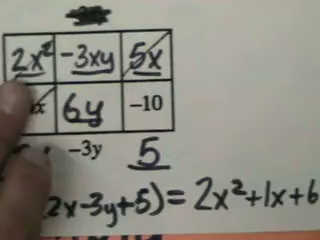 2x² -3xy 5x
x 6y -10
-3y 5
2x-3y+5) = 2x²+1x+6